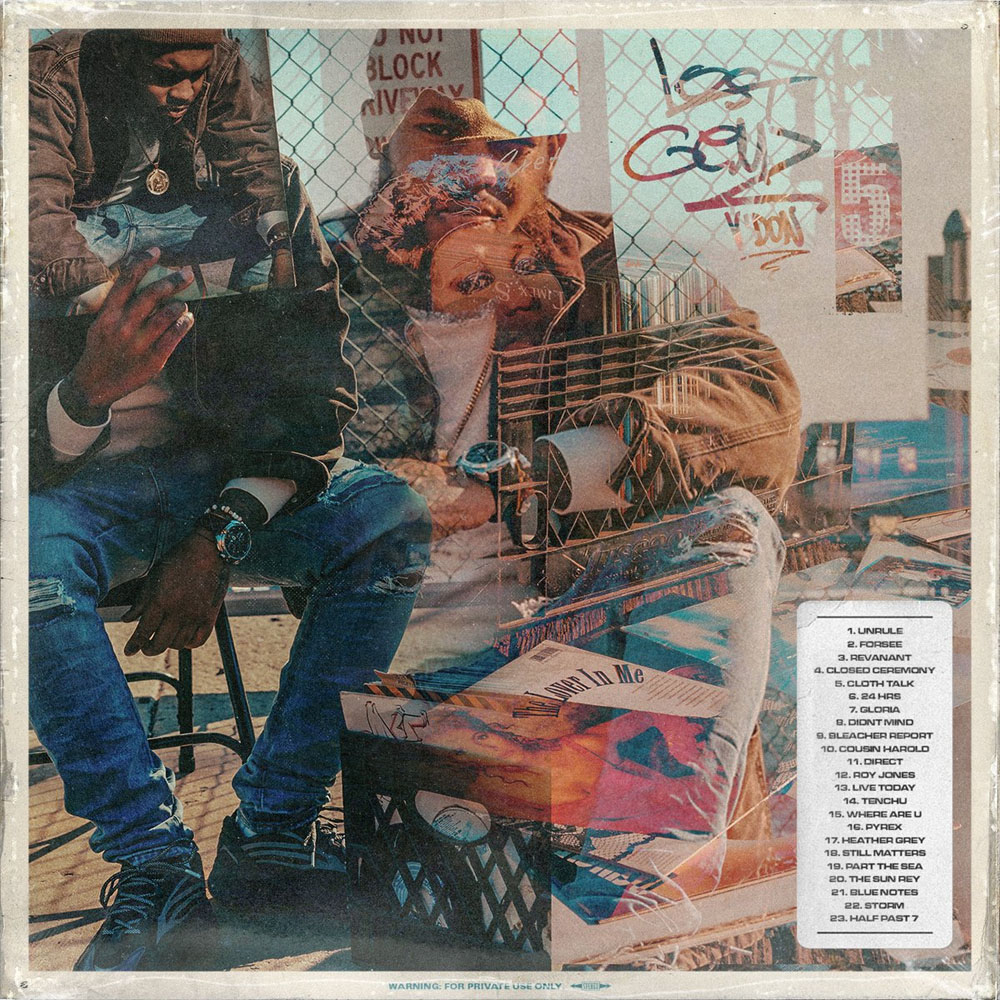 DO NOT
BLOCK
DRIVEWAY
LOST
GEMS
5
The Lover In Me
1. UNRULE
2. FORSEE
3. REVANANT
4. CLOSED CEREMONY
5. CLOTH TALK
6. 24 HRS
7. GLORIA
8. DIDNT MIND
9. BLEACHER REPORT
10. COUSIN HAROLD
11. DIRECT
12. ROY JONES
13. LIVE TODAY
14. TENCHU
15. WHERE ARE U
16. PYREX
17. HEATHER GREY
18. STILL MATTERS
19. PART THE SEA
20. THE SUN REY
21. BLUE NOTES
22. STORM
23. HALF PAST 7
WARNING: FOR PRIVATE USE ONLY